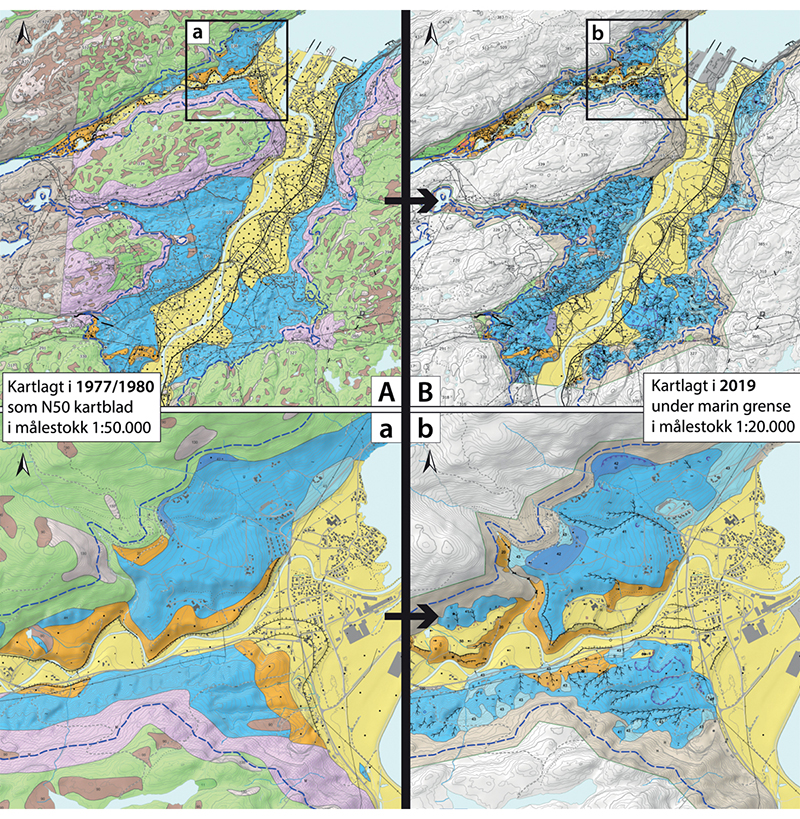 a
b
Kartlagt i 1977/1980
som N50 kartblad
i målestokk 1:50.000
A
B
Kartlagt i 2019
under marin grense
i målestokk 1:20.000
a
b